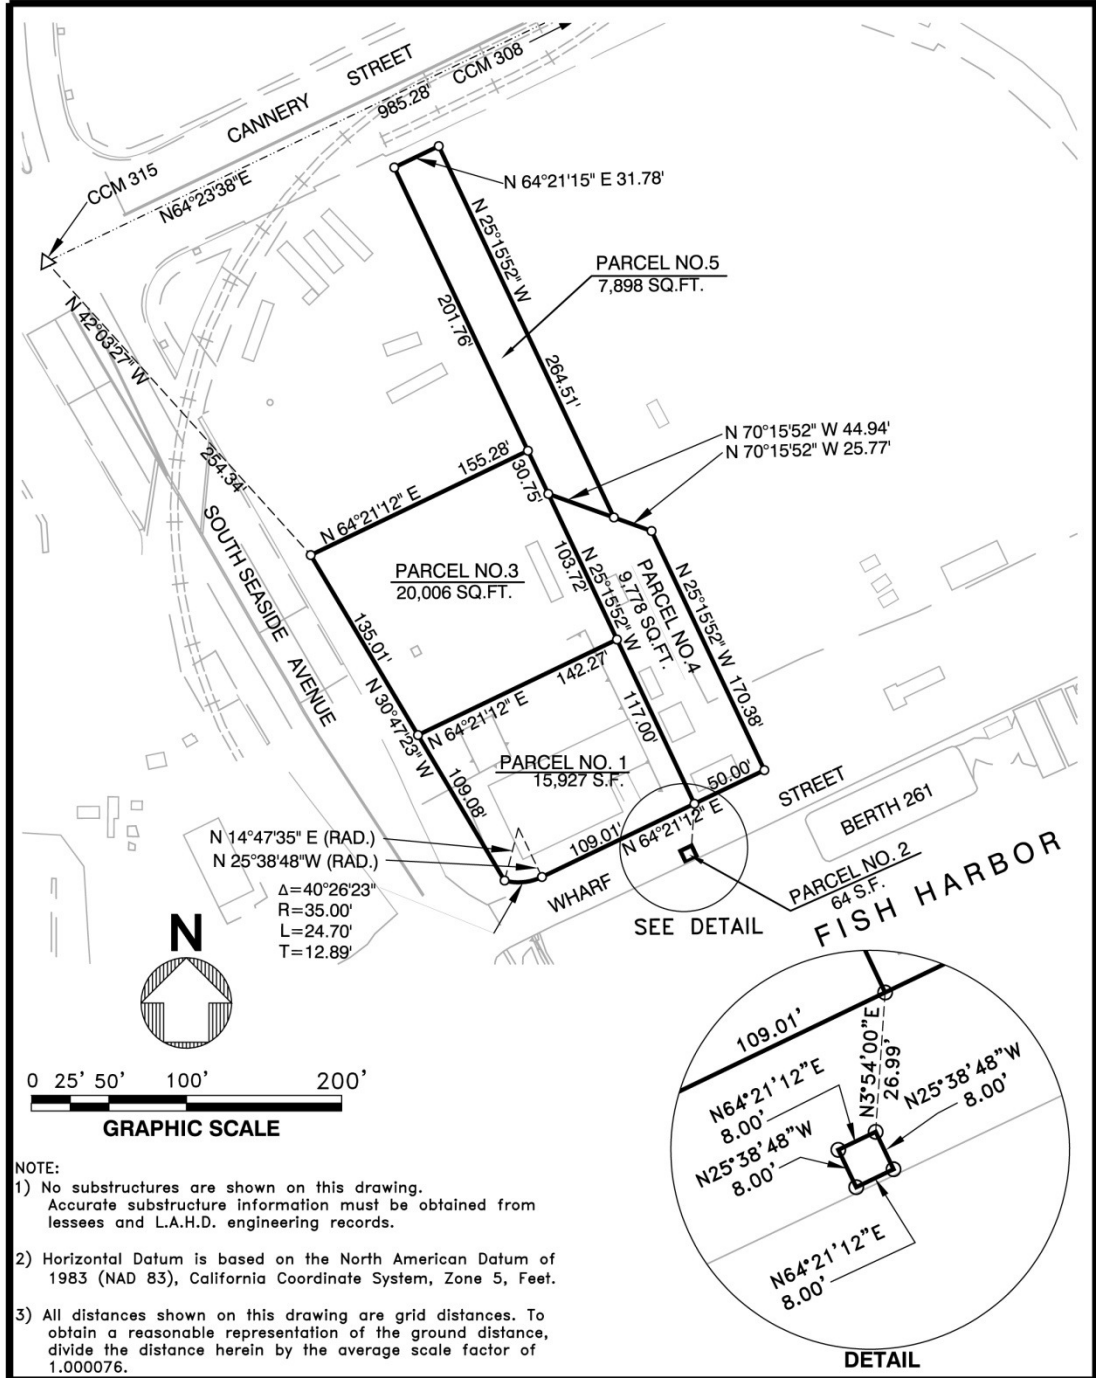 CANNERY STREET
CCM 308
985.28'
CCM 315
N64°23'38"E
N 64°21'15" E 31.78'
N 25°15'52" W
PARCEL NO.5
7,898 SQ.FT.
N 42°03'27" W
201.76'
264.51'
N 70°15'52" W 44.94'
N 70°15'52" W 25.77'
254.34'
155.28'
30.75'
N 64°21'12" E
SOUTH SEASIDE AVENUE
PARCEL NO.3
20,006 SQ.FT.
103.72'
N 25°15'52" W
PARCEL NO.4
9,778 SQ.FT.
N 25°15'52" W 170.38'
135.01'
N 30°47'23" W
142.27'
N 64°21'12" E
117.00'
PARCEL NO. 1
15,927 S.F.
109.08'
50.00'
STREET
BERTH 261
N 14°47'35" E (RAD.)
N 25°38'48"W (RAD.)
109.01'
N 64°21'12" E
Δ=40°26'23"
R=35.00'
L=24.70'
T=12.89'
WHARF
PARCEL NO. 2
64 S.F.
SEE DETAIL
FISH HARBOR
N
109.01'
N3°54'00"E
26.99'
N64°21'12"E
8.00'
N25°38'48"W
8.00'
N25°38'48"W
8.00'
N64°21'12"E
8.00'
DETAIL
0 25' 50' 100' 200'
GRAPHIC SCALE
NOTE:
1) No substructures are shown on this drawing.
Accurate substructure information must be obtained from
lessees and L.A.H.D. engineering records.
2) Horizontal Datum is based on the North American Datum of
1983 (NAD 83), California Coordinate System, Zone 5, Feet.
3) All distances shown on this drawing are grid distances. To
obtain a reasonable representation of the ground distance,
divide the distance herein by the average scale factor of
1.000076.